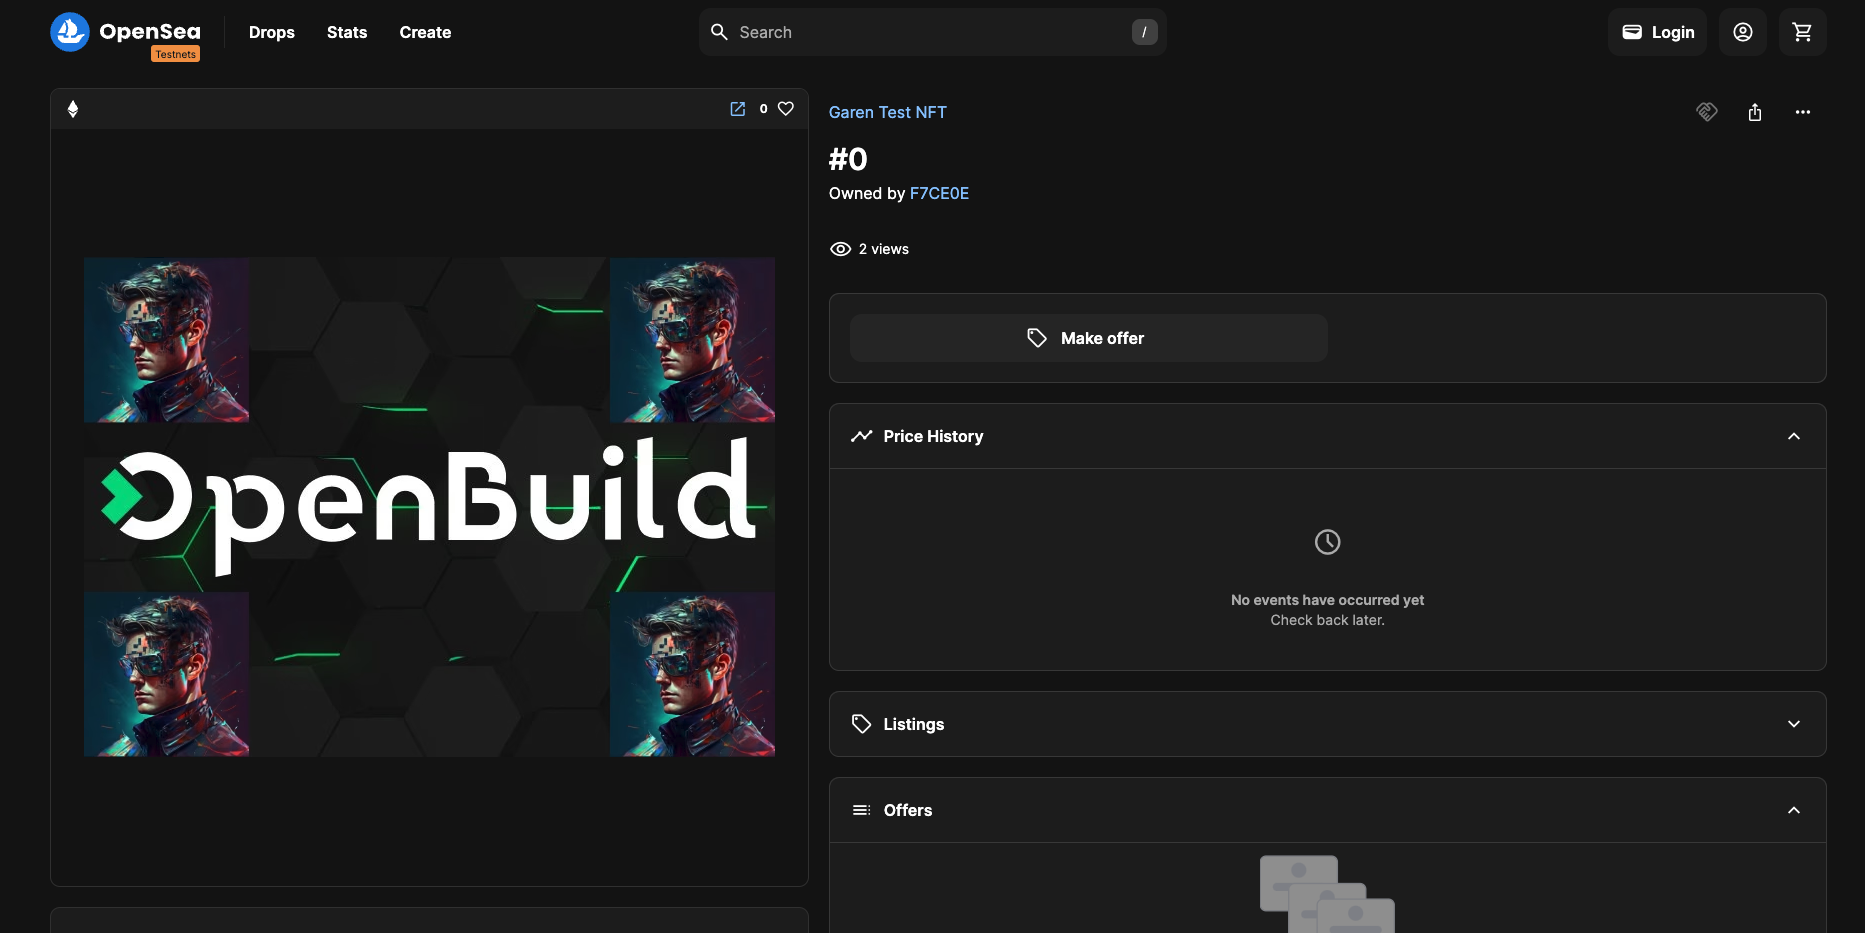 OpenSea
Testnets
Drops
Stats
Create
Search
/
Login
0
Garen Test NFT
#0
Owned by F7CE0E
2 views
OpenBuild
Make offer
Price History
No events have occurred yet
Check back later.
Listings
Offers